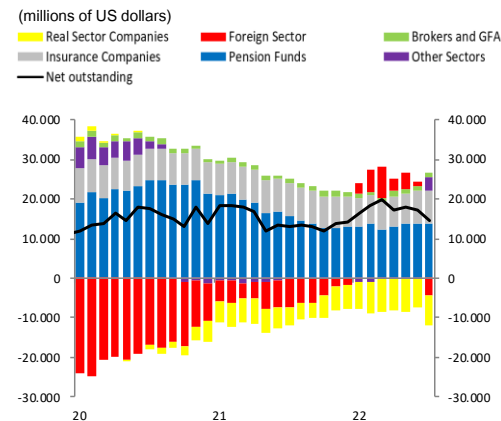 (millions of US dollars)
Real Sector Companies Foreign Sector Brokers and GFA
Insurance Companies Pension Funds Other Sectors
Net outstanding
40.000 40.000
30.000 30.000
20.000 20.000
10.000 10.000
0 0
-10.000 -10.000
-20.000 -20.000
-30.000 -30.000
20 21 22